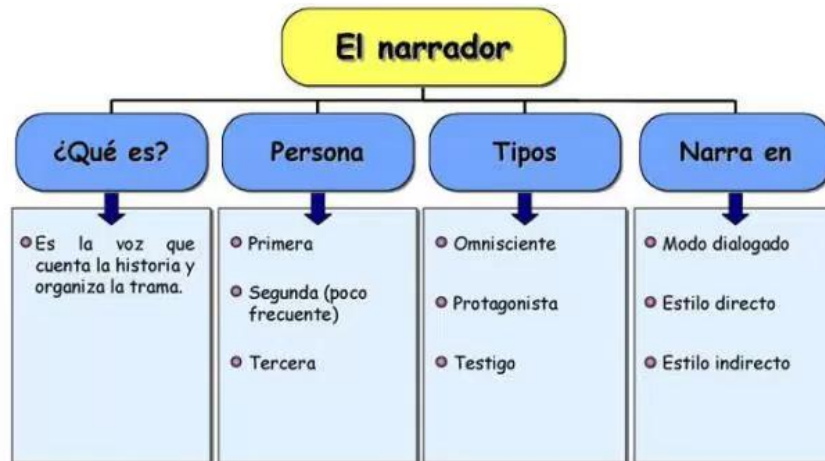 El narrador
¿Qué es?
Es la voz que
cuenta la historia y
organiza la trama.
Persona
Primera
Segunda (poco
frecuente)
Tercera
Tipos
Omnisciente
Protagonista
Testigo
Narra en
Modo dialogado
Estilo directo
Estilo indirecto